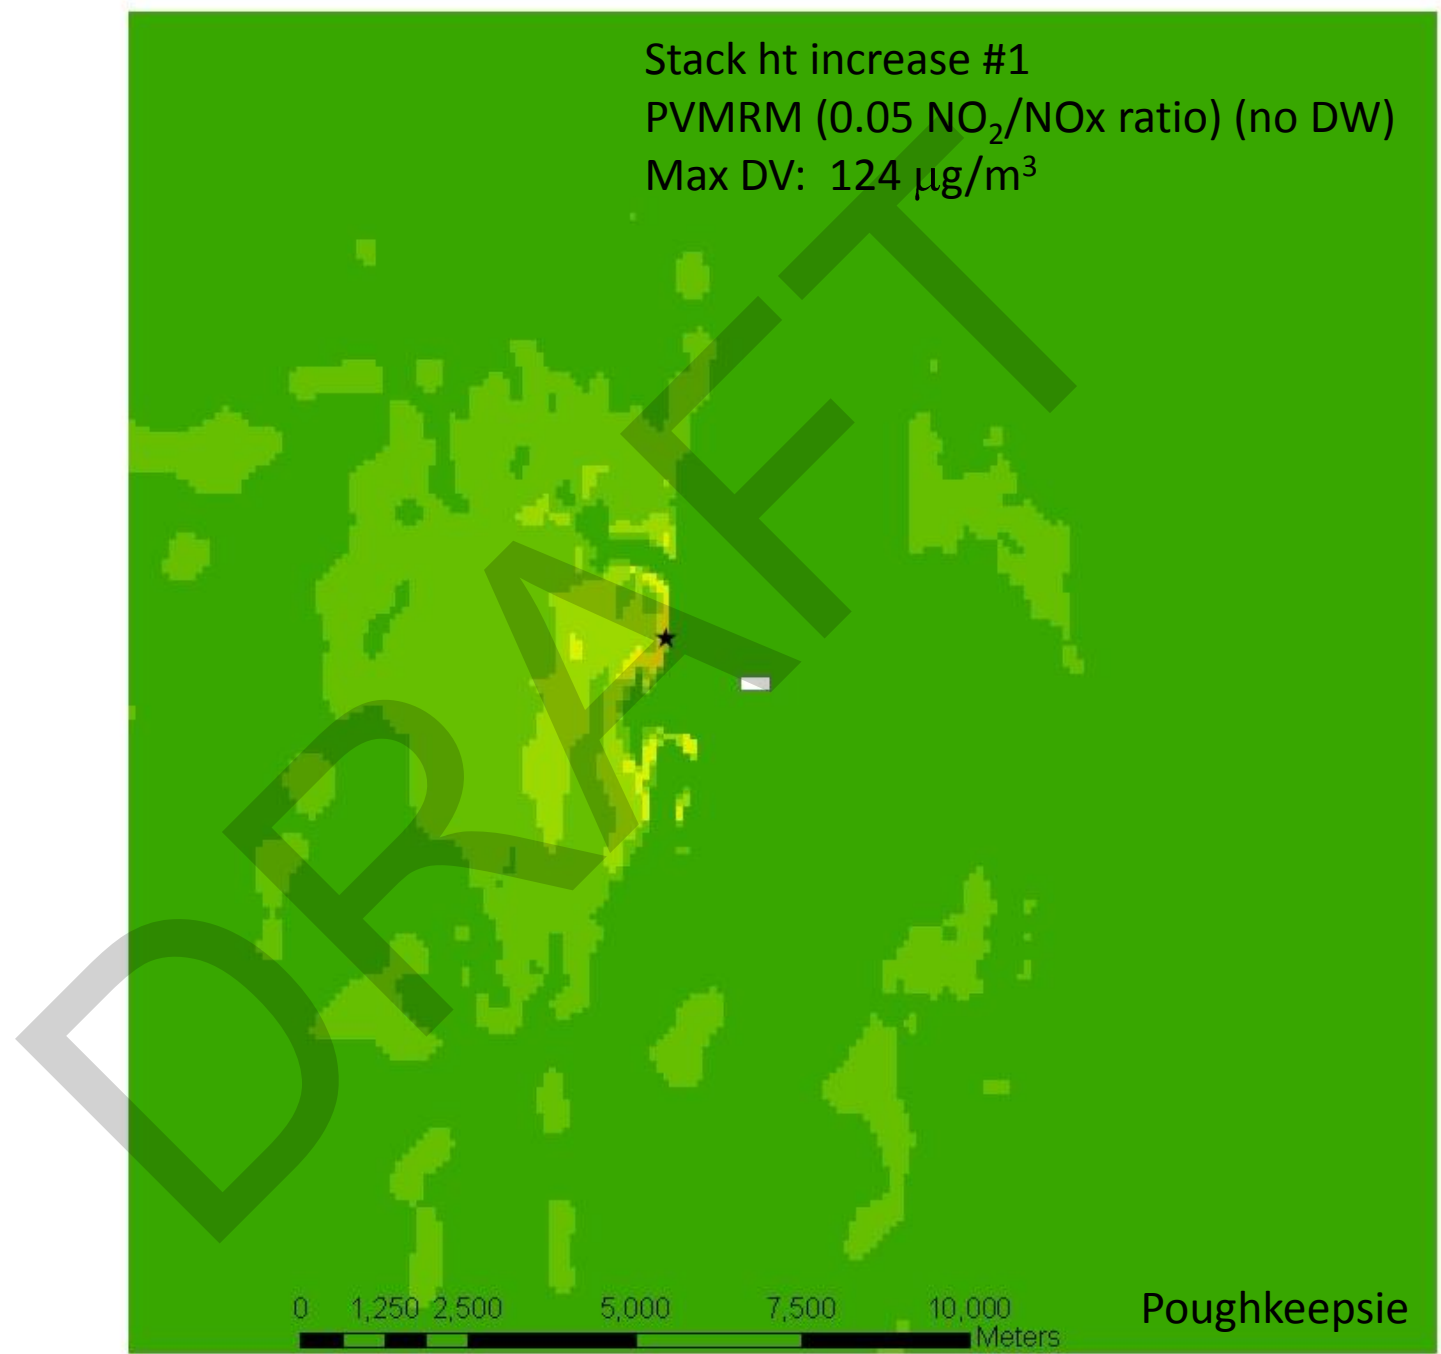 Stack ht increase #1
PVMRM (0.05 NO₂/NOx ratio) (no DW)
Max DV: 124 μg/m³
DRAFT
0 1,250 2,500 5,000 7,500 10,000
Meters
Poughkeepsie